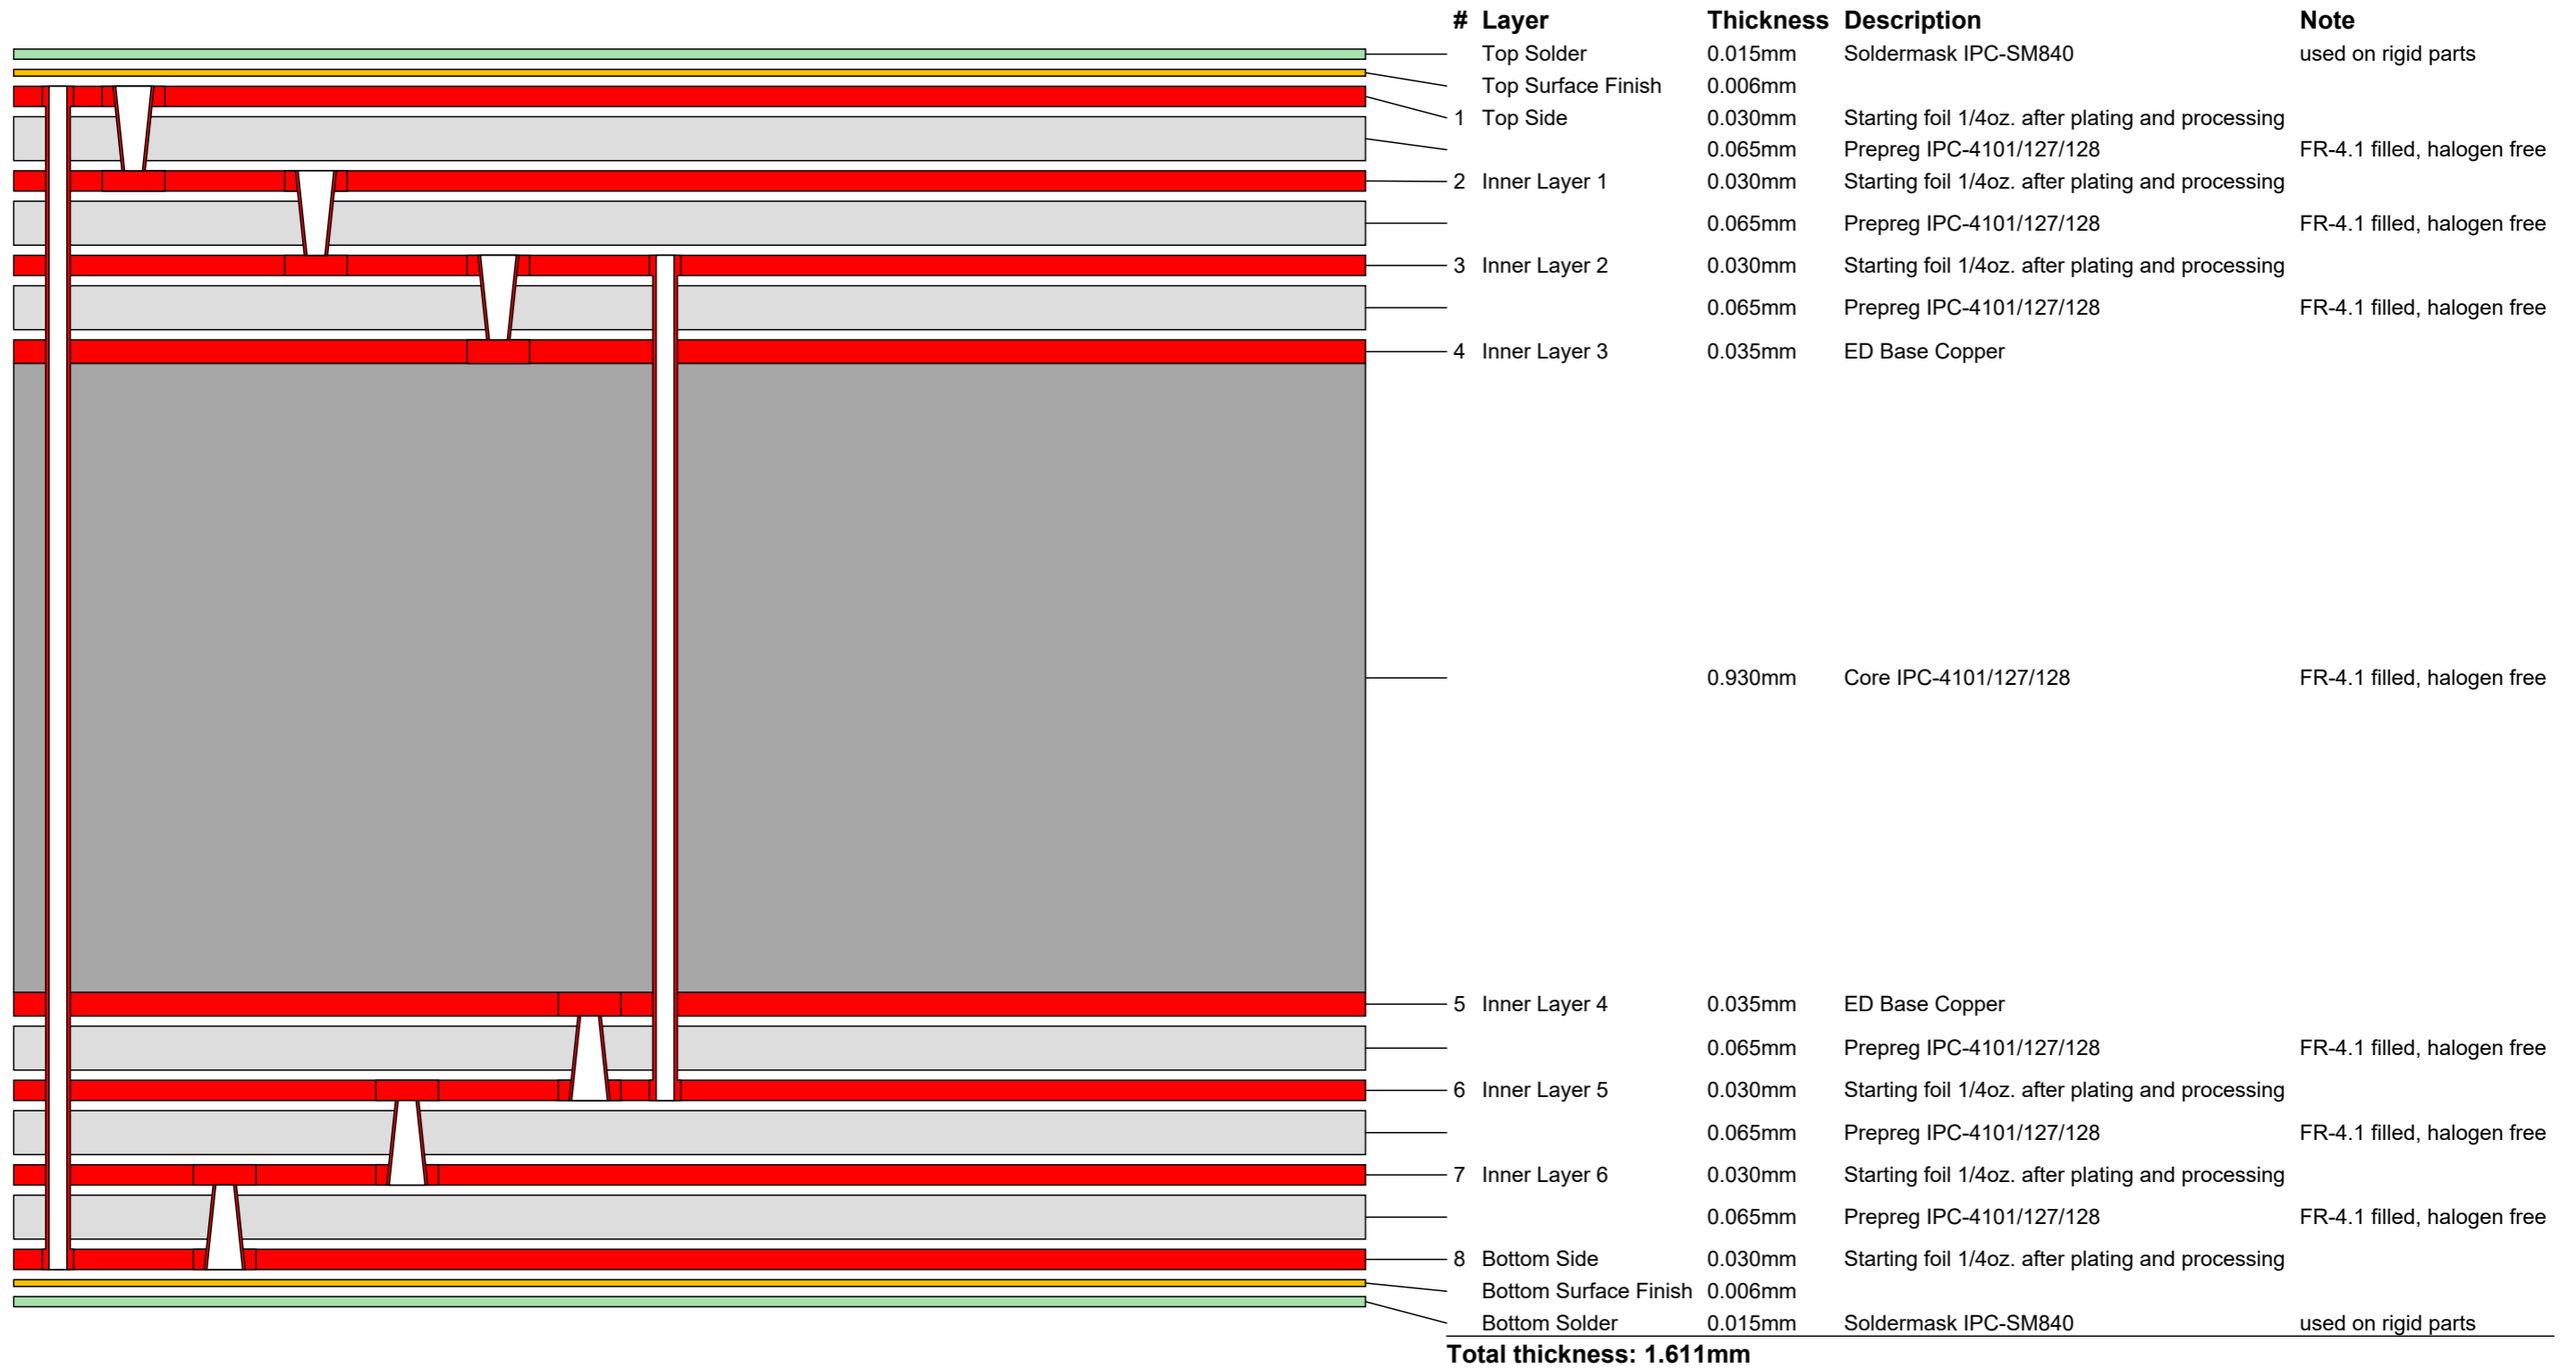 # Layer Thickness Description Note
Top Solder 0.015mm Soldermask IPC-SM840 used on rigid parts
Top Surface Finish 0.006mm
1 Top Side 0.030mm Starting foil 1/4oz. after plating and processing
0.065mm Prepreg IPC-4101/127/128 FR-4.1 filled, halogen free
2 Inner Layer 1 0.030mm Starting foil 1/4oz. after plating and processing
0.065mm Prepreg IPC-4101/127/128 FR-4.1 filled, halogen free
3 Inner Layer 2 0.030mm Starting foil 1/4oz. after plating and processing
0.065mm Prepreg IPC-4101/127/128 FR-4.1 filled, halogen free
4 Inner Layer 3 0.035mm ED Base Copper
0.930mm Core IPC-4101/127/128 FR-4.1 filled, halogen free
5 Inner Layer 4 0.035mm ED Base Copper
0.065mm Prepreg IPC-4101/127/128 FR-4.1 filled, halogen free
6 Inner Layer 5 0.030mm Starting foil 1/4oz. after plating and processing
0.065mm Prepreg IPC-4101/127/128 FR-4.1 filled, halogen free
7 Inner Layer 6 0.030mm Starting foil 1/4oz. after plating and processing
0.065mm Prepreg IPC-4101/127/128 FR-4.1 filled, halogen free
8 Bottom Side 0.030mm Starting foil 1/4oz. after plating and processing
Bottom Surface Finish 0.006mm
Bottom Solder 0.015mm Soldermask IPC-SM840 used on rigid parts
Total thickness: 1.611mm